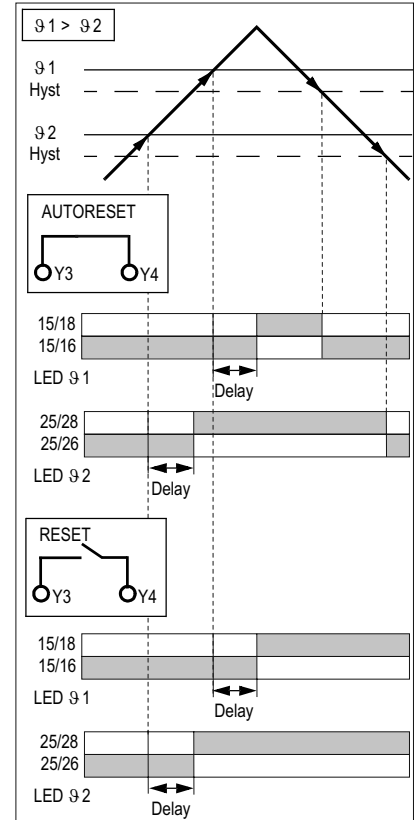 ϑ1 > ϑ2
ϑ1
Hyst
ϑ2
Hyst
AUTORESET
Y3 Y4
15/18
15/16
LED ϑ1
Delay
25/28
25/26
LED ϑ2
Delay
RESET
Y3 Y4
15/18
15/16
LED ϑ1
Delay
25/28
25/26
LED ϑ2
Delay